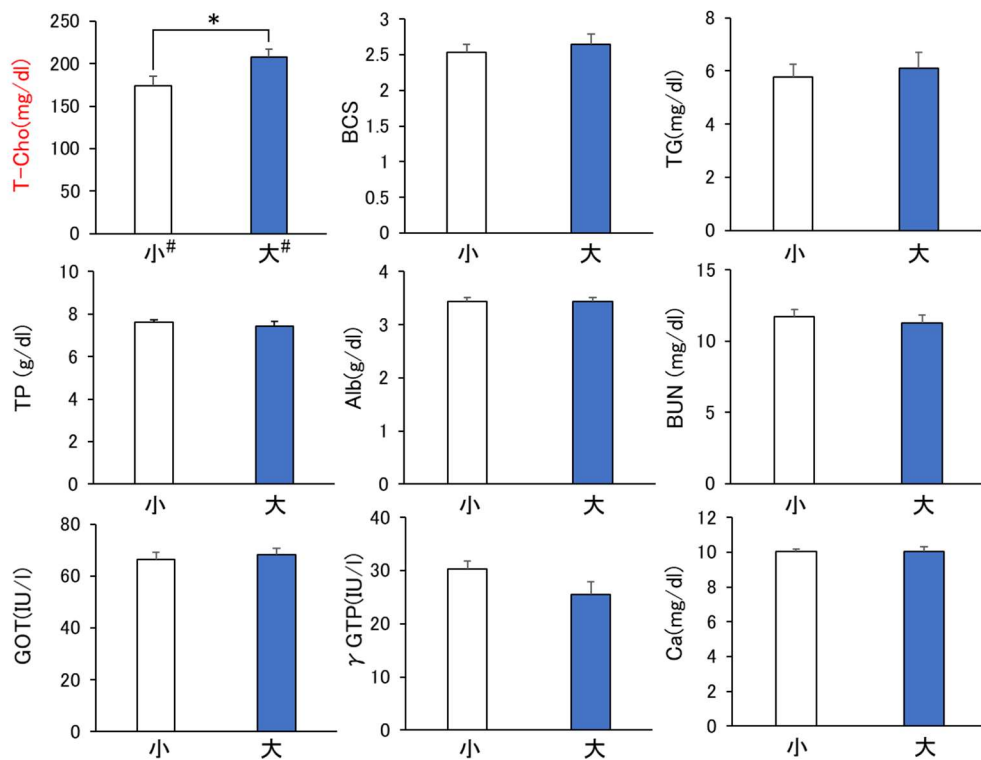 T-Cho(mg/dl)
250
200
150
100
50
0
*
小#
大#
BCS
3
2.5
2
1.5
1
0.5
0
小
大
TG(mg/dl)
8
6
4
2
0
小
大
TP (g/dl)
10
8
6
4
2
0
小
大
Alb(g/dl)
4
3
2
1
0
小
大
BUN (mg/dl)
15
10
5
0
小
大
GOT(IU/l)
80
60
40
20
0
小
大
γGTP(IU/l)
40
30
20
10
0
小
大
Ca(mg/dl)
12
10
8
6
4
2
0
小
大